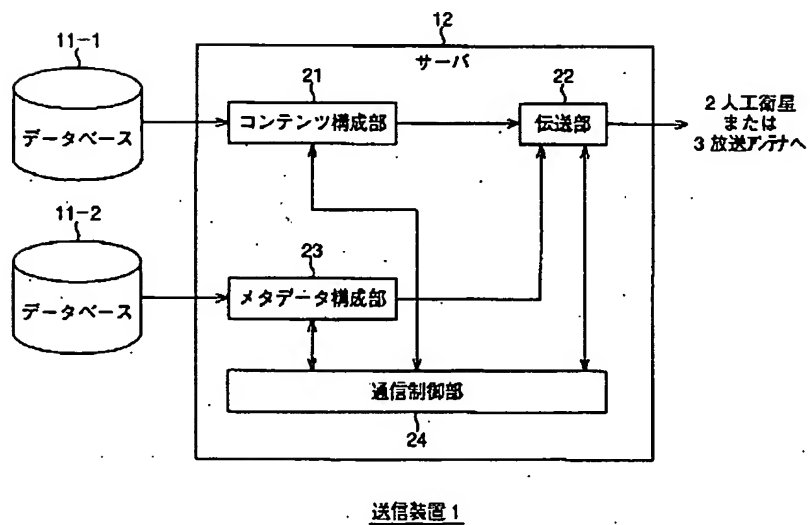 12
サーバ
11-1
データベース
21
コンテンツ構成部
22
伝送部
2 人工衛星
または
3 放送アンテナへ
11-2
データベース
23
メタデータ構成部
通信制御部
24
送信装置 1